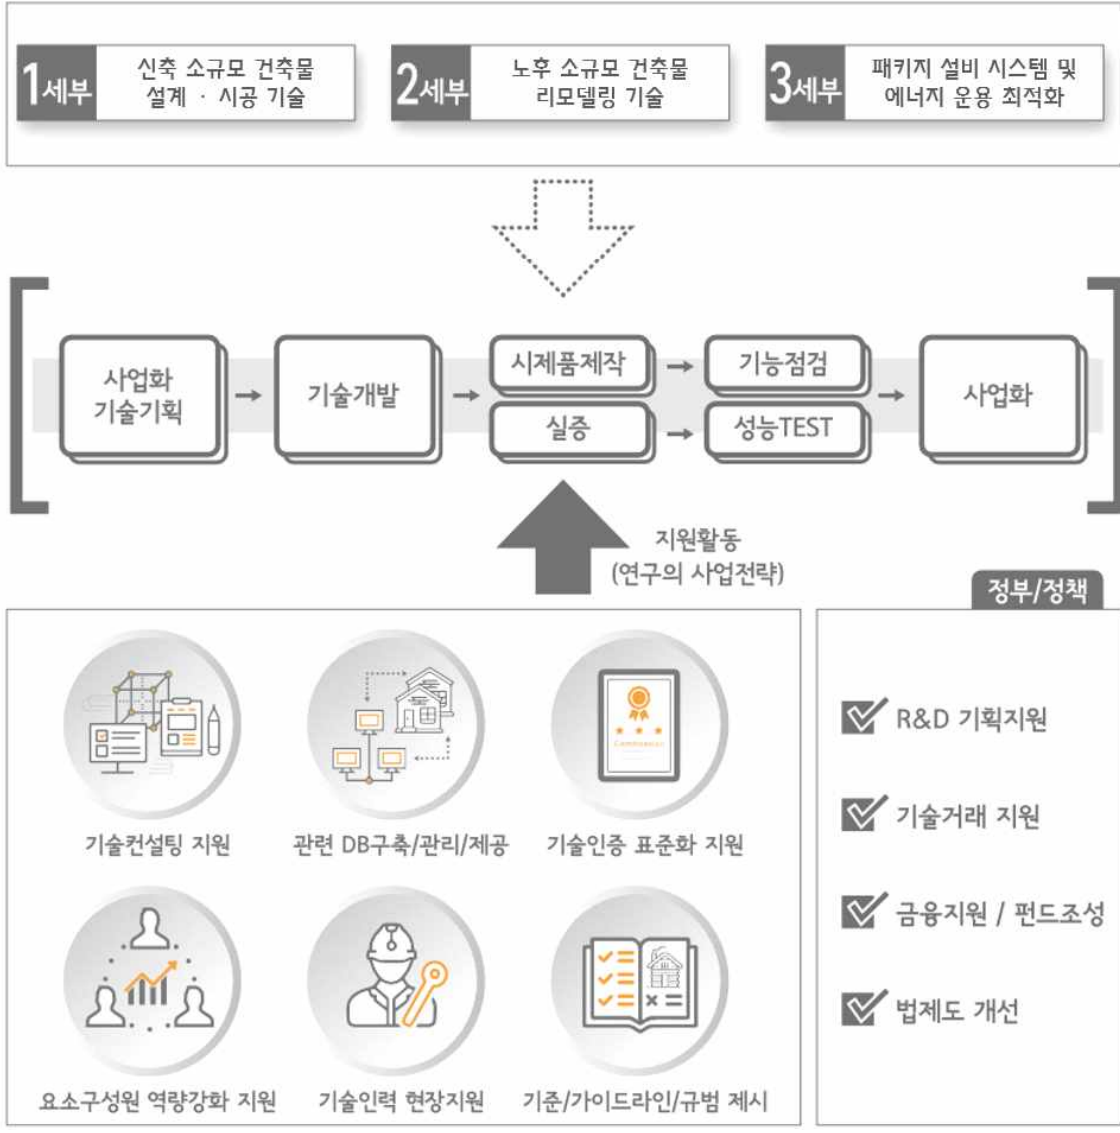 1세부
신축 소규모 건축물
설계 · 시공 기술
2세부
노후 소규모 건축물
리모델링 기술
3세부
패키지 설비 시스템 및
에너지 운용 최적화
사업화
기술기획
기술개발
시제품제작
기능점검
실증
성능TEST
사업화
지원활동
(연구의 사업전략)
기술컨설팅 지원
관련 DB구축/관리/제공
기술인증 표준화 지원
요소구성원 역량강화 지원
기술인력 현장지원
기준/가이드라인/규범 제시
정부/정책
R&D 기획지원
기술거래 지원
금융지원 / 펀드조성
법제도 개선